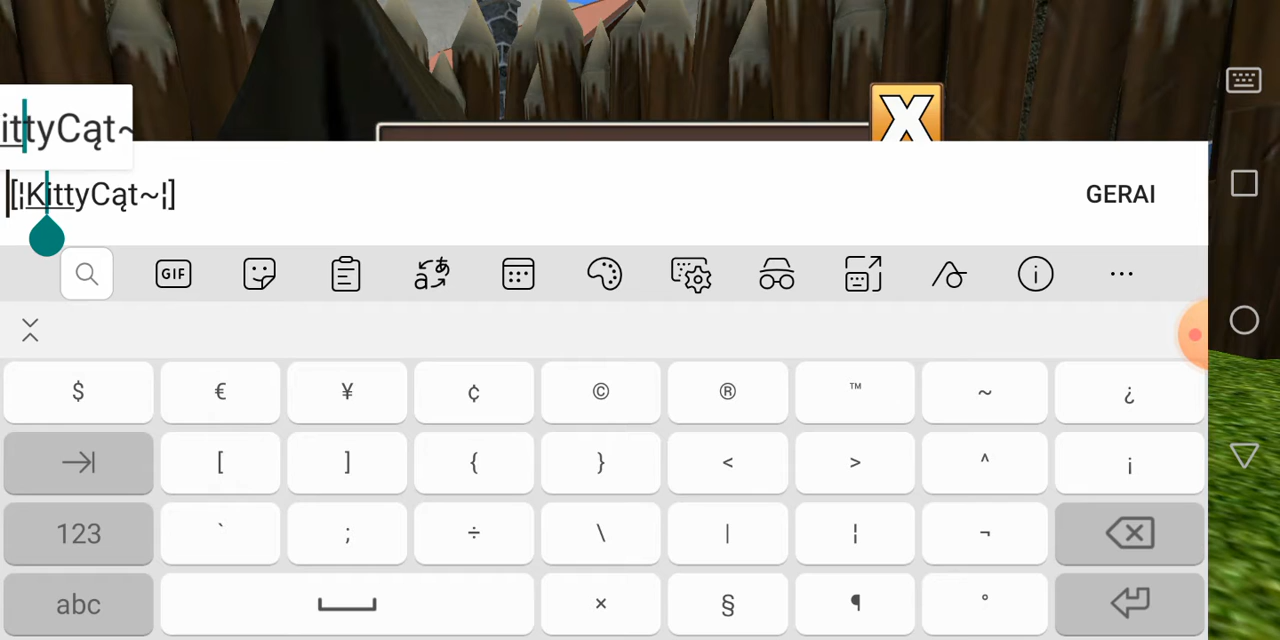 X
ittyCąt~
[¦KittyCąt~¦]
GERAI
GIF
$ € ¥ ¢ © ® ™ ~ ¿
[ ] { } < > ^ ¡
123 ` ; ÷ \ | ¦ ¬
abc × § ¶ °